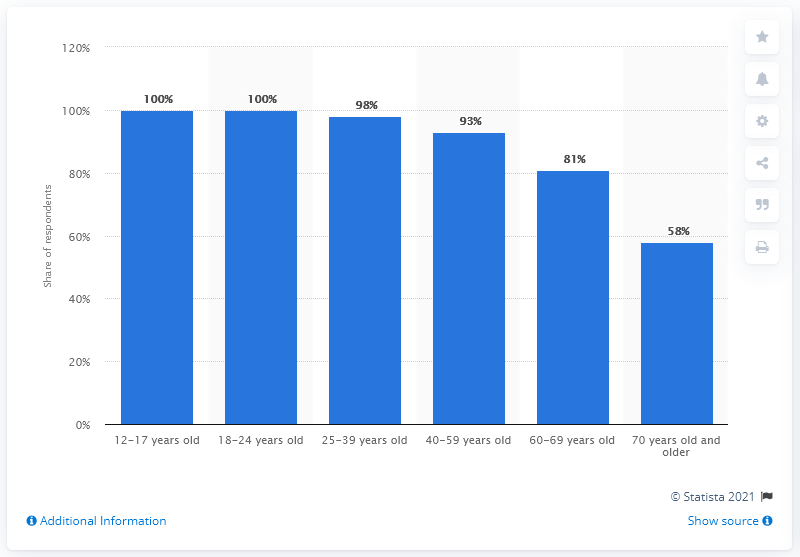 120%
100%
80%
60%
40%
20%
0%
Share of respondents
100%
100%
98%
93%
81%
58%
12–17 years old
18–24 years old
25–39 years old
40–59 years old
60–69 years old
70 years old and
older
© Statista 2021
Additional Information
Show source